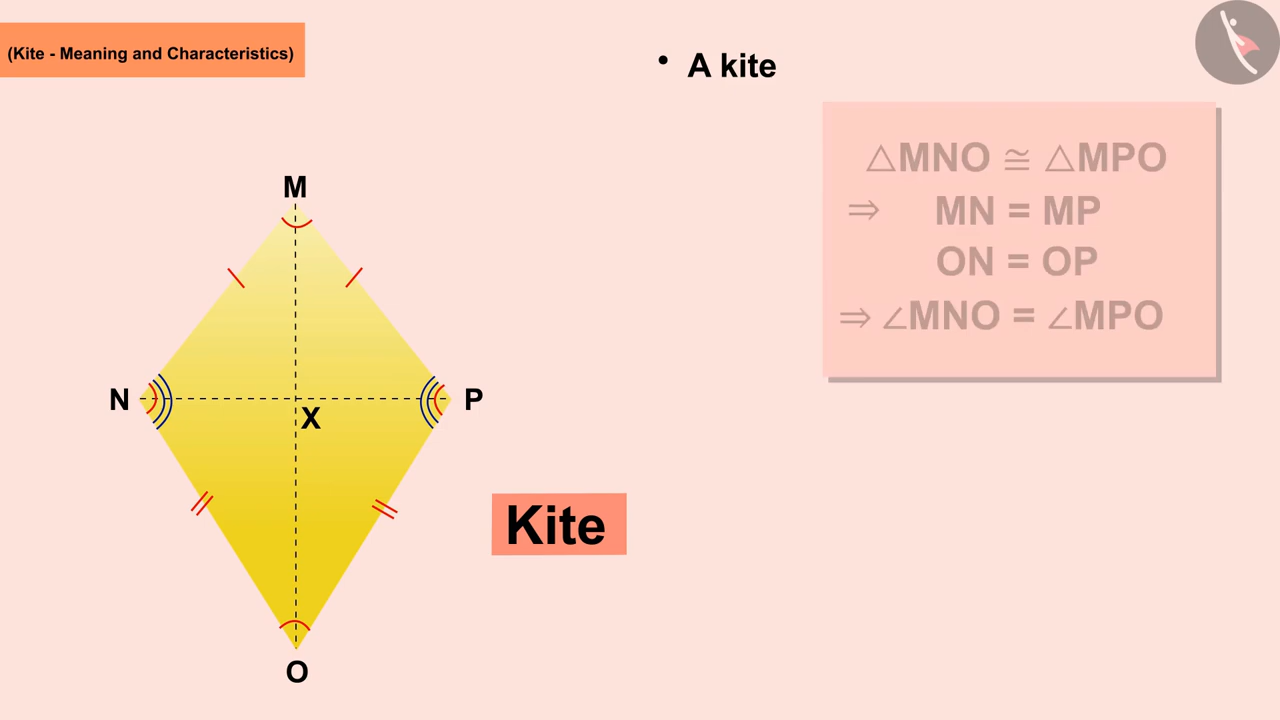 (Kite - Meaning and Characteristics)
• A kite
△MNO ≅ △MPO
⇒ MN = MP
ON = OP
⇒ ∠MNO = ∠MPO
M
N
P
X
Kite
O